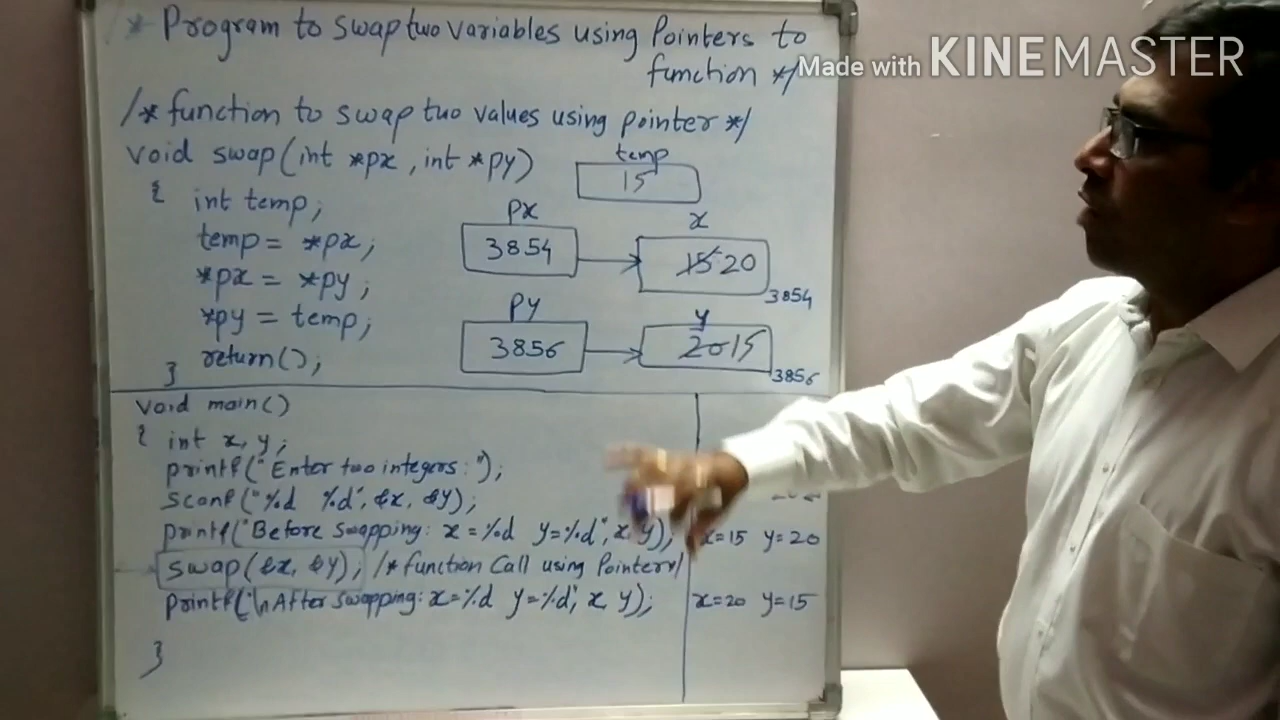 * Program to swap two variables using Pointers to
function */
Made with KINEMASTER
/* function to swap two values using pointer */
void swap(int *px, int *py)
{ int temp;
temp = *px;
*px = *py;
*py = temp;
return();
}
temp
15
px
3854
x
15 20
3854
py
3856
y
20 15
3856
void main()
{ int x, y;
printf("Enter two integers:");
scanf("%d %d", &x, &y);
printf("Before swapping: x=%d y=%d", x, y);
x=15 y=20
swap(&x, &y); /* function Call using Pointer */
printf("\n After swapping: x=%d y=%d", x, y);
x=20 y=15
}